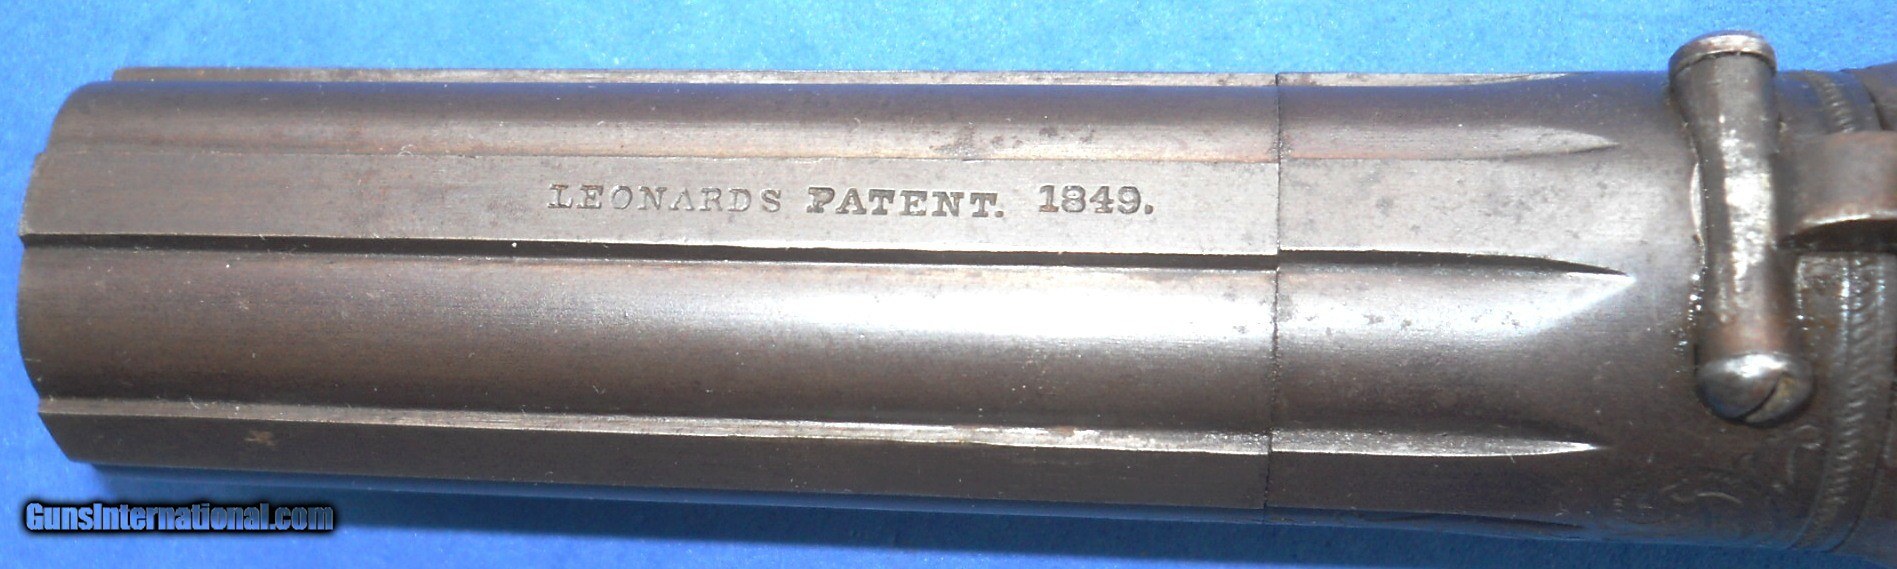 LEONARDS PATENT. 1849.
GunsInternational.com